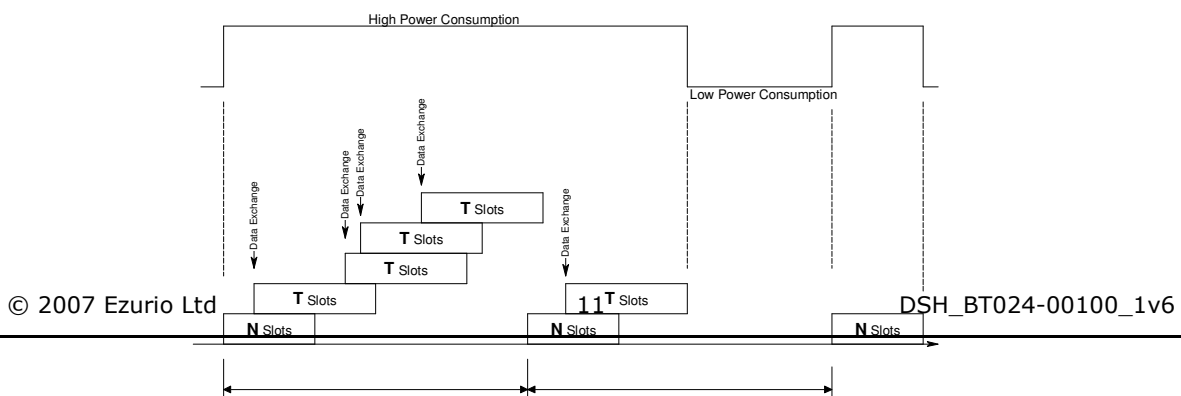 High Power Consumption
Low Power Consumption
Data Exchange
Data Exchange
Data Exchange
Data Exchange
Data Exchange
T Slots
T Slots
T Slots
T Slots
T Slots
© 2007 Ezurio Ltd 11 DSH_BT024-00100_1v6
N Slots
N Slots
N Slots